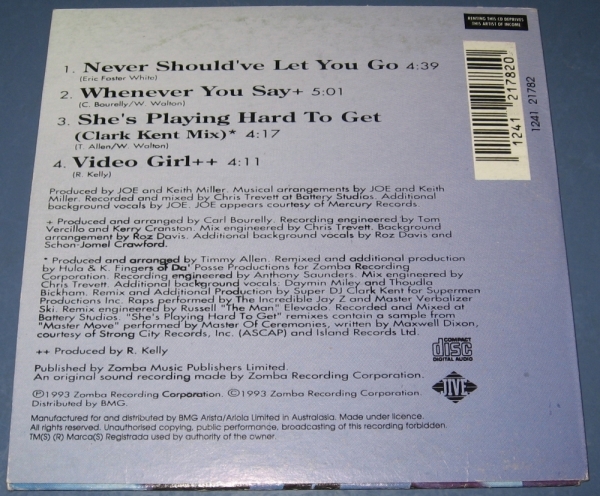 RENTING THIS CD DEPRIVES
THIS ARTIST OF INCOME
1. Never Should've Let You Go 4:39
(Eric Foster White)
2. Whenever You Say+ 5:01
(C. Bourelly/W. Walton)
3. She's Playing Hard To Get
(Clark Kent Mix)* 4:17
(T. Allen/W. Walton)
4. Video Girl++ 4:11
(R. Kelly)
1241 217820
1241 21782
Produced by JOE and Keith Miller. Musical arrangements by JOE and Keith
Miller. Recorded and mixed by Chris Trevett at Battery Studios. Additional
background vocals by JOE. JOE appears courtesy of Mercury Records.
+ Produced and arranged by Carl Bourelly. Recording engineered by Tom
Vercillo and Kerry Cranston. Mix engineered by Chris Trevett. Background
arrangement by Roz Davis. Additional background vocals by Roz Davis and
Schon-Jomel Crawford.
* Produced and arranged by Timmy Allen. Remixed and additional production
by Hula & K. Fingers of Da' Posse Productions for Zomba Recording
Corporation. Recording engineered by Anthony Saunders. Mix engineered by
Chris Trevett. Additional background vocals: Daymin Miley and Thoudla
Bickham. Remix and Additional Production by Super DJ Clark Kent for Supermen
Productions Inc. Raps performed by The Incredible Jay Z and Master Verbalizer
Ski. Remix engineered by Russell "The Man" Elevado. Recorded and Mixed at
Battery Studios. "She's Playing Hard To Get" remixes contain a sample from
"Master Move" performed by Master Of Ceremonies, written by Maxwell Dixon,
courtesy of Strong City Records, Inc. (ASCAP) and Island Records Ltd.
++ Produced by R. Kelly
COMPACT
disc
DIGITAL AUDIO
Published by Zomba Music Publishers Limited.
An original sound recording made by Zomba Recording Corporation.
JIVE
℗1993 Zomba Recording Corporation. ©1993 Zomba Recording Corporation.
Distributed by BMG.
Manufactured for and distributed by BMG Arista/Ariola Limited in Australasia. Made under licence.
All rights reserved. Unauthorised copying, public performance, broadcasting of this recording forbidden.
TM(S) (R) Marca(S) Registrada used by authority of the owner.